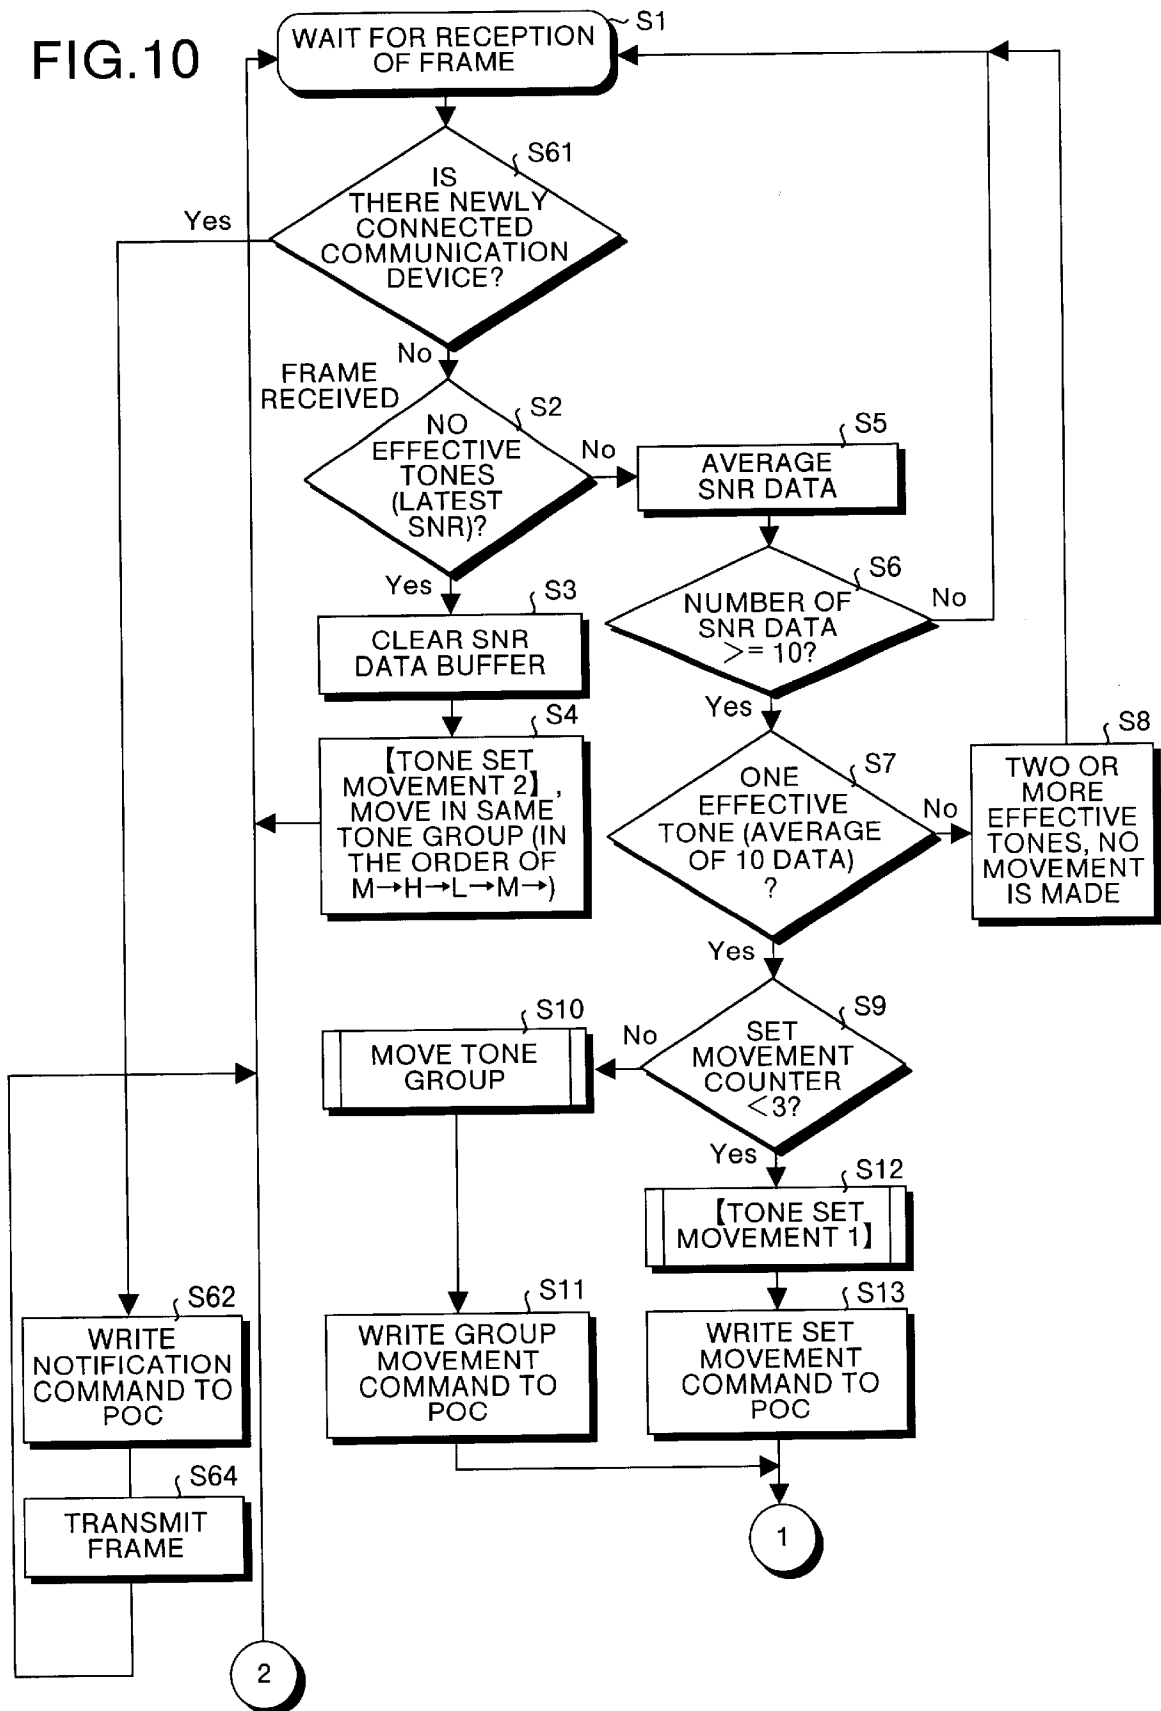 FIG.10
S1
WAIT FOR RECEPTION
OF FRAME
S61
IS
THERE NEWLY
CONNECTED
COMMUNICATION
DEVICE?
Yes
No
FRAME
RECEIVED
S2
NO
EFFECTIVE
TONES
(LATEST
SNR)?
No
Yes
S5
AVERAGE
SNR DATA
S3
CLEAR SNR
DATA BUFFER
S6
NUMBER OF
SNR DATA
>= 10?
No
Yes
S4
【TONE SET
MOVEMENT 2】,
MOVE IN SAME
TONE GROUP (IN
THE ORDER OF
M→H→L→M→)
S7
ONE
EFFECTIVE
TONE (AVERAGE
OF 10 DATA)
?
No
Yes
S8
TWO OR
MORE
EFFECTIVE
TONES, NO
MOVEMENT
IS MADE
S9
SET
MOVEMENT
COUNTER
<3?
No
Yes
S10
MOVE TONE
GROUP
S12
【TONE SET
MOVEMENT 1】
S11
WRITE GROUP
MOVEMENT
COMMAND TO
POC
S13
WRITE SET
MOVEMENT
COMMAND TO
POC
S62
WRITE
NOTIFICATION
COMMAND TO
POC
S64
TRANSMIT
FRAME
1
2